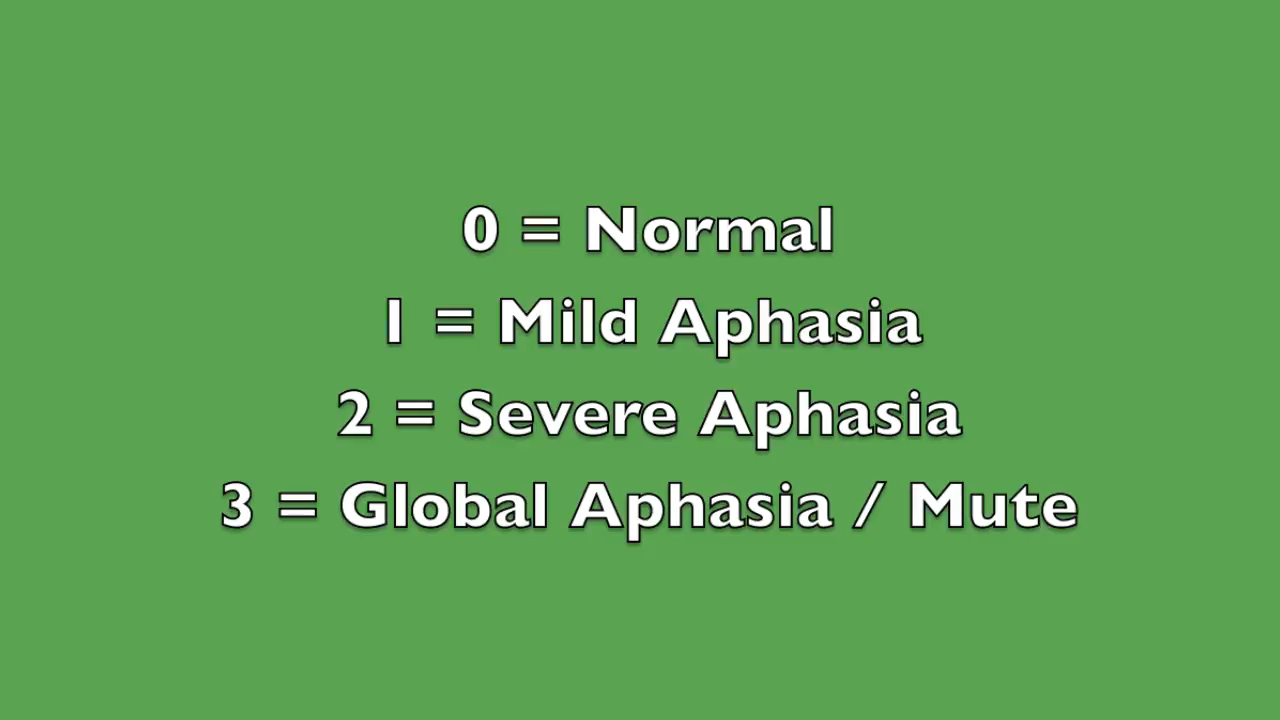 0 = Normal
1 = Mild Aphasia
2 = Severe Aphasia
3 = Global Aphasia / Mute